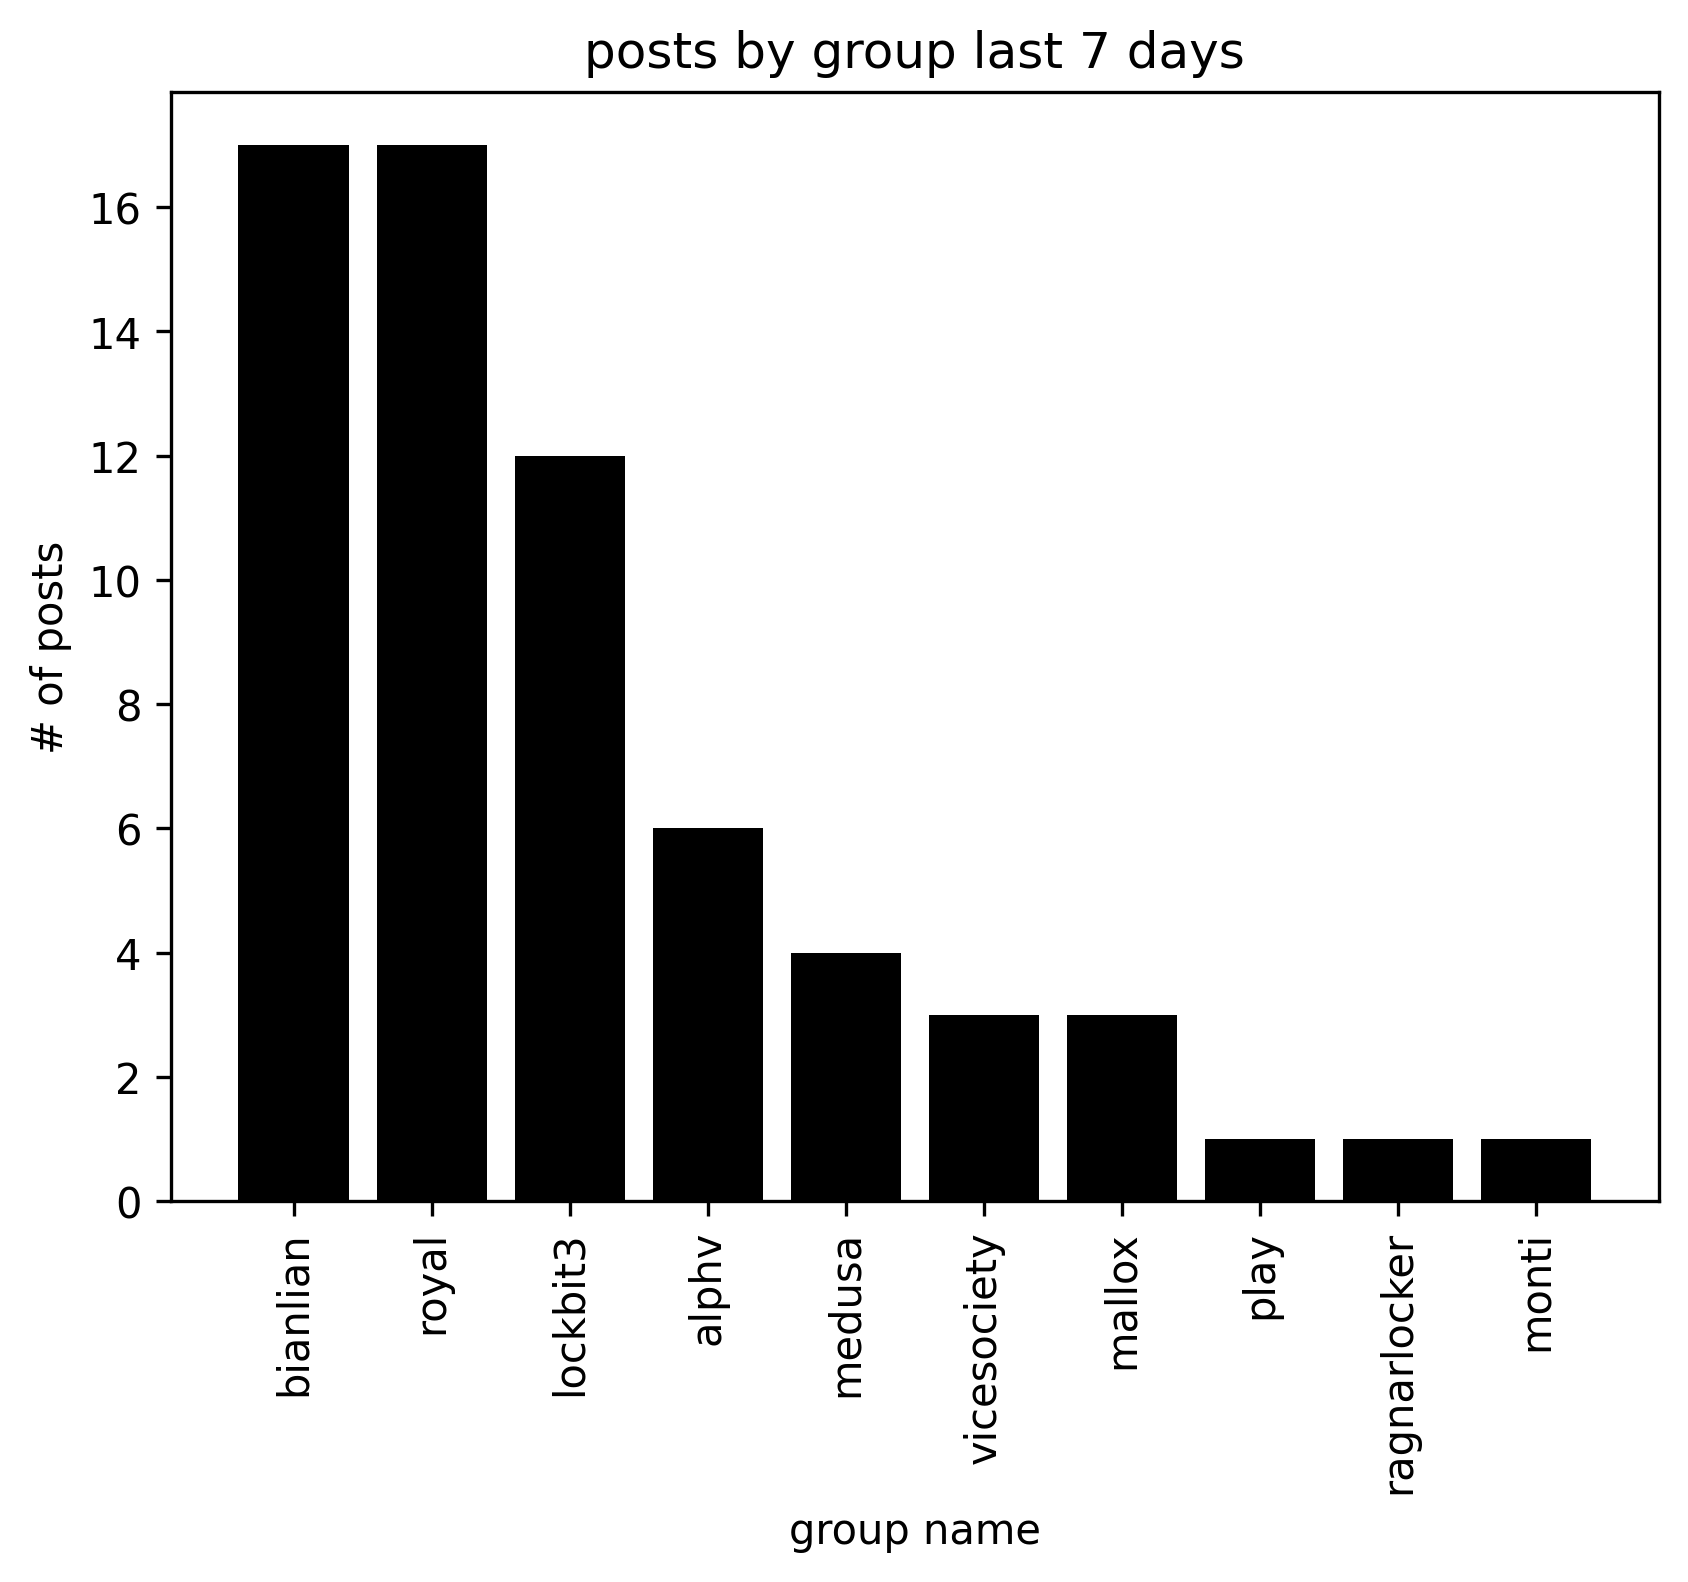 posts by group last 7 days
# of posts
16
14
12
10
8
6
4
2
0
bianlian
royal
lockbit3
alphv
medusa
vicesociety
mallox
play
ragnarlocker
monti
group name